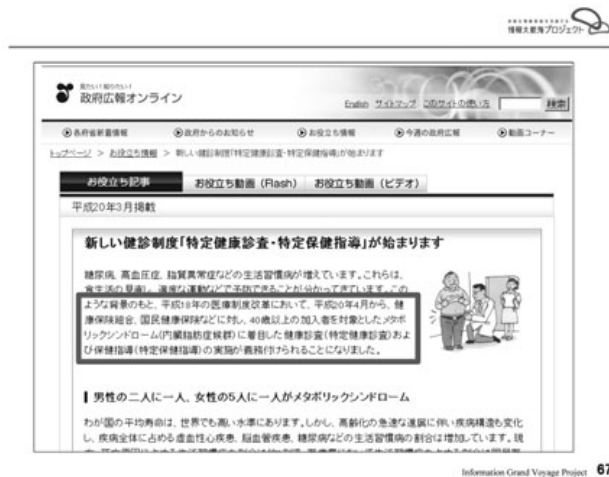 情報大航海プロジェクト
政府広報オンライン
English サイトマップ このサイトの使い方 検索
各府省新着情報 政府からのお知らせ お役立ち情報 今週の政府広報 動画コーナー
トップページ > お役立ち情報 > 新しい健診制度「特定健康診査・特定保健指導」が始まります
お役立ち記事 お役立ち動画（Flash） お役立ち動画（ビデオ）
平成20年3月掲載
新しい健診制度「特定健康診査・特定保健指導」が始まります
糖尿病、高血圧症、脂質異常症などの生活習慣病が増えています。これらは、
食生活の見直し、適度な運動などで予防できることが分かってきています。この
ような背景のもと、平成18年の医療制度改革において、平成20年4月から、健
康保険組合、国民健康保険などに対し、40歳以上の加入者を対象としたメタボ
リックシンドローム（内臓脂肪症候群）に着目した健康診査（特定健康診査）およ
び保健指導（特定保健指導）の実施が義務付けられることになりました。
男性の二人に一人、女性の5人に一人がメタボリックシンドローム
わが国の平均寿命は、世界でも高い水準にあります。しかし、高齢化の急速な進展に伴い疾病構造も変化
し、疾病全体に占める虚血性心疾患、脳血管疾患、糖尿病などの生活習慣病の割合は増加しています。現
Information Grand Voyage Project 67